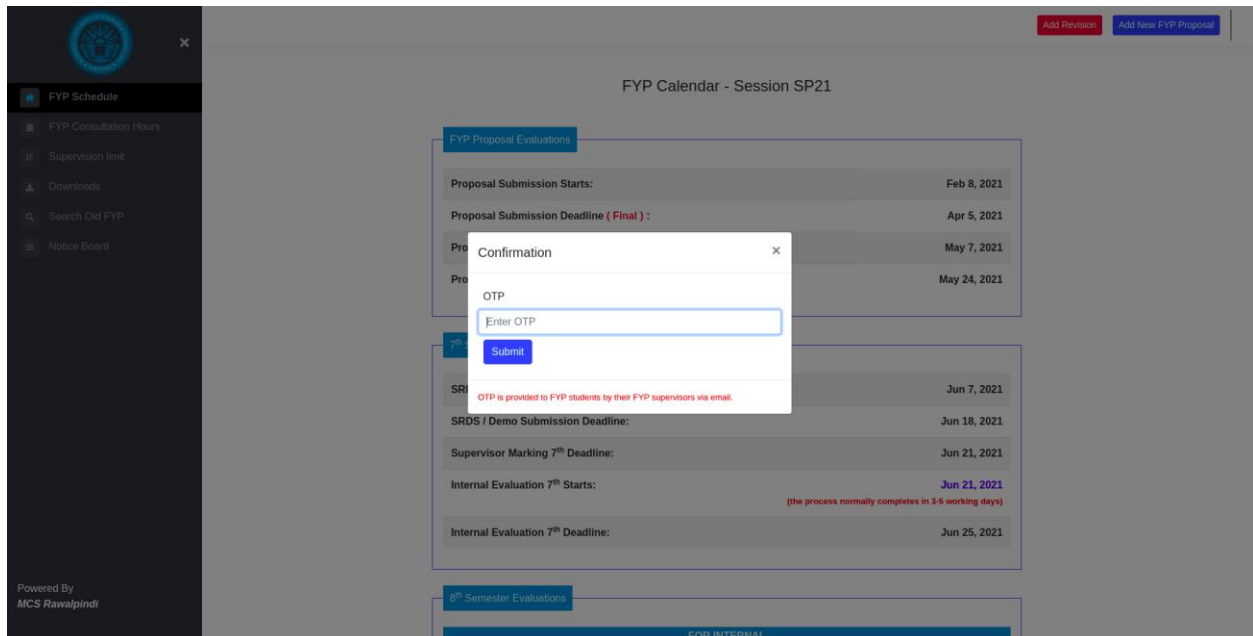 Add Revision
Add New FYP Proposal
FYP Schedule
FYP Consultation Hours
Supervision limit
Downloads
Search Old FYP
Notice Board
Powered By
MCS Rawalpindi
FYP Calendar - Session SP21
FYP Proposal Evaluations
Proposal Submission Starts: Feb 8, 2021
Proposal Submission Deadline ( Final ) : Apr 5, 2021
Pro May 7, 2021
Pro May 24, 2021
Confirmation ×
OTP
Enter OTP
Submit
OTP is provided to FYP students by their FYP supervisors via email.
7th
Jun 7, 2021
SRDS / Demo Submission Deadline: Jun 18, 2021
Supervisor Marking 7th Deadline: Jun 21, 2021
Internal Evaluation 7th Starts: Jun 21, 2021
(the process normally completes in 3-5 working days)
Internal Evaluation 7th Deadline: Jun 25, 2021
8th Semester Evaluations
FOR INTERNAL